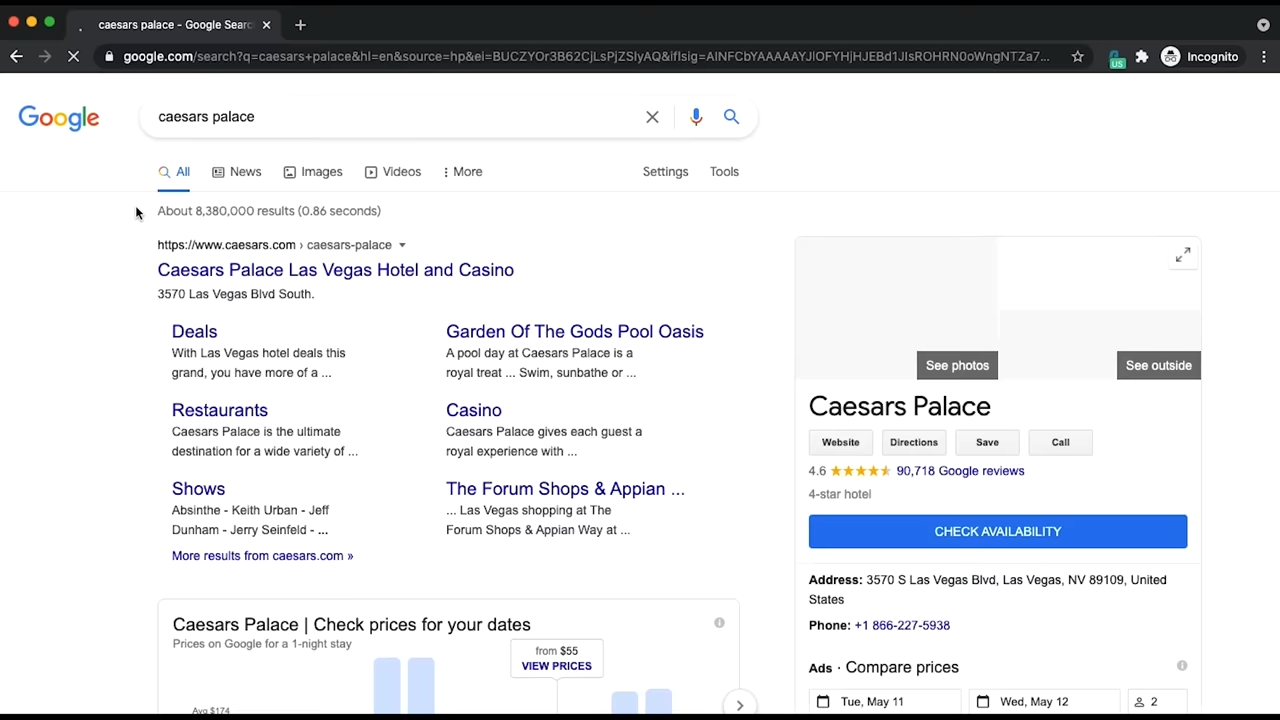 caesars palace - Google Searc
google.com/search?q=caesars+palace&hl=en&source=hp&ei=BUCZYOr3B62CjLsPjZSIyAQ&iflsig=AINFCbYAAAAAYJlOFYHjHJEBd1JIsROHRN0oWngNTZa7...
US
Incognito
Google
caesars palace
All
News
Images
Videos
More
Settings
Tools
About 8,380,000 results (0.86 seconds)
https://www.caesars.com › caesars-palace
Caesars Palace Las Vegas Hotel and Casino
3570 Las Vegas Blvd South.
Deals
With Las Vegas hotel deals this
grand, you have more of a ...
Garden Of The Gods Pool Oasis
A pool day at Caesars Palace is a
royal treat ... Swim, sunbathe or ...
Restaurants
Caesars Palace is the ultimate
destination for a wide variety of ...
Casino
Caesars Palace gives each guest a
royal experience with ...
Shows
Absinthe - Keith Urban - Jeff
Dunham - Jerry Seinfeld - ...
The Forum Shops & Appian ...
... Las Vegas shopping at The
Forum Shops & Appian Way at ...
More results from caesars.com »
Caesars Palace | Check prices for your dates
Prices on Google for a 1-night stay
from $55
VIEW PRICES
Avg $174
See photos
See outside
Caesars Palace
Website
Directions
Save
Call
4.6
90,718 Google reviews
4-star hotel
CHECK AVAILABILITY
Address: 3570 S Las Vegas Blvd, Las Vegas, NV 89109, United
States
Phone: +1 866-227-5938
Ads · Compare prices
Tue, May 11
Wed, May 12
2